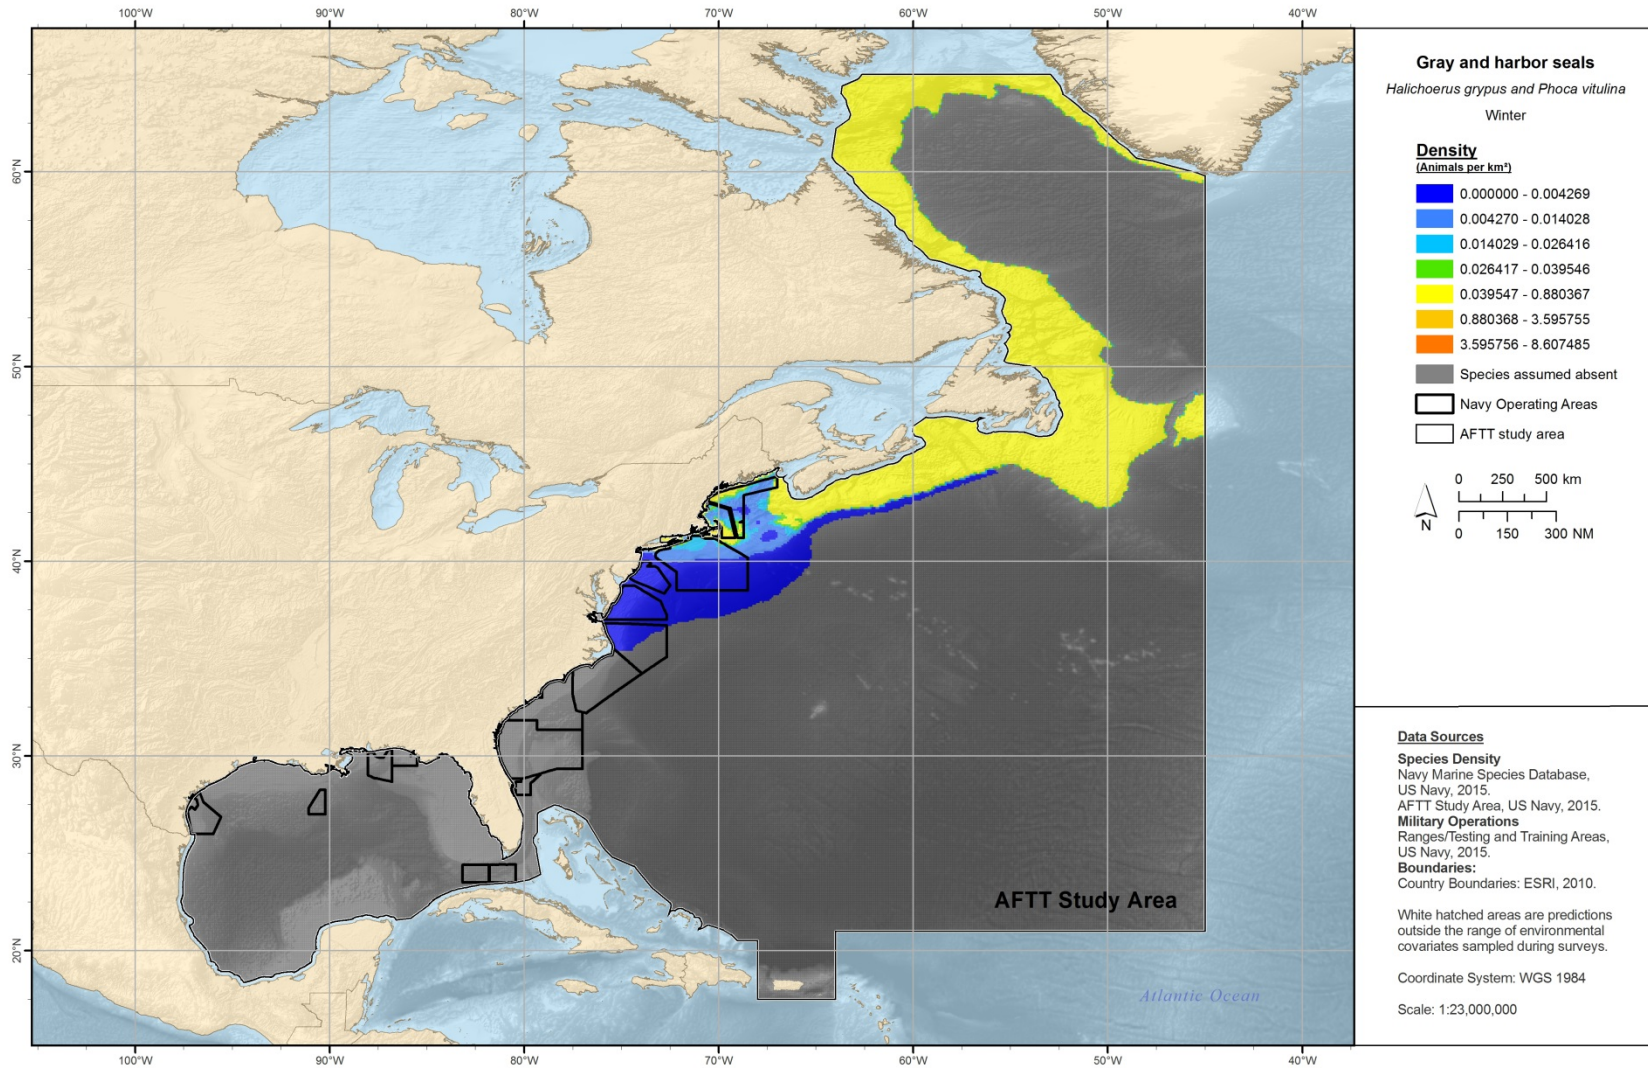 100°W 90°W 80°W 70°W 60°W 50°W 40°W
60°N
50°N
40°N
30°N
20°N
AFTT Study Area
Atlantic Ocean
100°W 90°W 80°W 70°W 60°W 50°W 40°W
Gray and harbor seals
Halichoerus grypus and Phoca vitulina
Winter
Density
(Animals per km²)
0.000000 - 0.004269
0.004270 - 0.014028
0.014029 - 0.026416
0.026417 - 0.039546
0.039547 - 0.880367
0.880368 - 3.595755
3.595756 - 8.607485
Species assumed absent
Navy Operating Areas
AFTT study area
0 250 500 km
N
0 150 300 NM
Data Sources
Species Density
Navy Marine Species Database,
US Navy, 2015.
AFTT Study Area, US Navy, 2015.
Military Operations
Ranges/Testing and Training Areas,
US Navy, 2015.
Boundaries:
Country Boundaries: ESRI, 2010.
White hatched areas are predictions
outside the range of environmental
covariates sampled during surveys.
Coordinate System: WGS 1984
Scale: 1:23,000,000